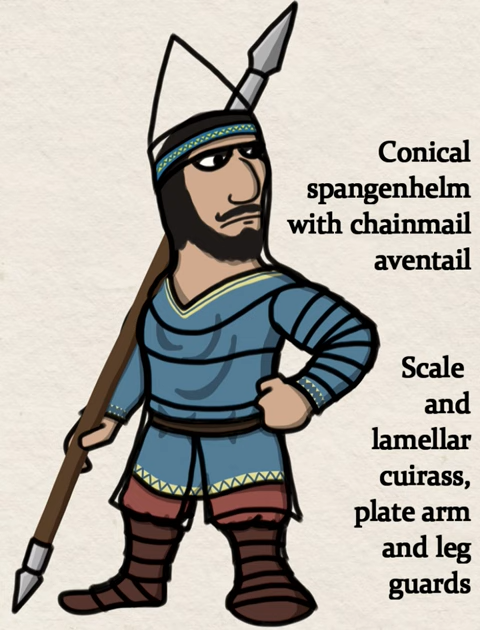 Conical
spangenhelm
with chainmail
aventail
Scale
and
lamellar
cuirass,
plate arm
and leg
guards